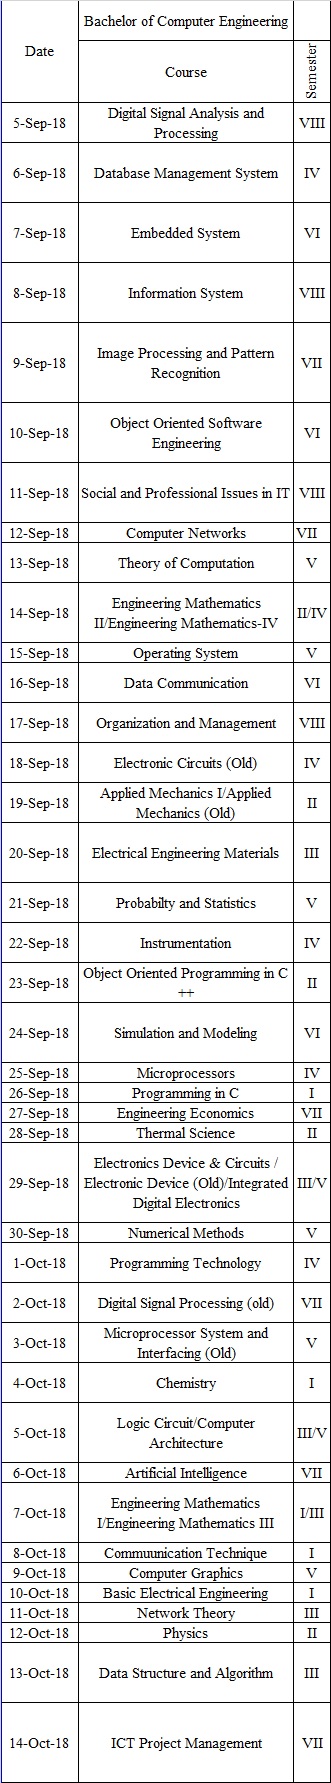 Date
Bachelor of Computer Engineering
Course
Semester
5-Sep-18 Digital Signal Analysis and
Processing VIII
6-Sep-18 Database Management System IV
7-Sep-18 Embedded System VI
8-Sep-18 Information System VIII
9-Sep-18 Image Processing and Pattern
Recognition VII
10-Sep-18 Object Oriented Software
Engineering VI
11-Sep-18 Social and Professional Issues in IT VIII
12-Sep-18 Computer Networks VII
13-Sep-18 Theory of Computation V
14-Sep-18 Engineering Mathematics
II/Engineering Mathematics-IV II/IV
15-Sep-18 Operating System V
16-Sep-18 Data Communication VI
17-Sep-18 Organization and Management VIII
18-Sep-18 Electronic Circuits (Old) IV
19-Sep-18 Applied Mechanics I/Applied
Mechanics (Old) II
20-Sep-18 Electrical Engineering Materials III
21-Sep-18 Probabilty and Statistics V
22-Sep-18 Instrumentation IV
23-Sep-18 Object Oriented Programming in C
++ II
24-Sep-18 Simulation and Modeling VI
25-Sep-18 Microprocessors IV
26-Sep-18 Programming in C I
27-Sep-18 Engineering Economics VII
28-Sep-18 Thermal Science II
29-Sep-18 Electronics Device & Circuits /
Electronic Device (Old)/Integrated
Digital Electronics III/V
30-Sep-18 Numerical Methods V
1-Oct-18 Programming Technology IV
2-Oct-18 Digital Signal Processing (old) VII
3-Oct-18 Microprocessor System and
Interfacing (Old) V
4-Oct-18 Chemistry I
5-Oct-18 Logic Circuit/Computer
Architecture III/V
6-Oct-18 Artificial Intelligence VII
7-Oct-18 Engineering Mathematics
I/Engineering Mathematics III I/III
8-Oct-18 Commuunication Technique I
9-Oct-18 Computer Graphics V
10-Oct-18 Basic Electrical Engineering I
11-Oct-18 Network Theory III
12-Oct-18 Physics II
13-Oct-18 Data Structure and Algorithm III
14-Oct-18 ICT Project Management VII